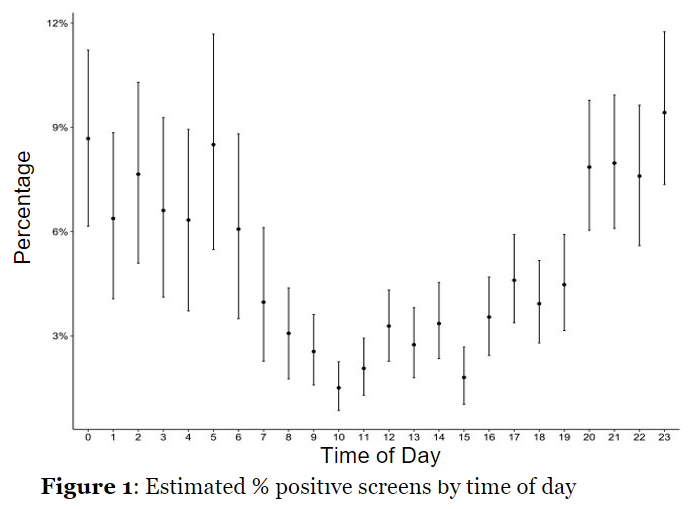 12%
9%
6%
3%
Percentage
0 1 2 3 4 5 6 7 8 9 10 11 12 13 14 15 16 17 18 19 20 21 22 23
Time of Day
Figure 1: Estimated % positive screens by time of day